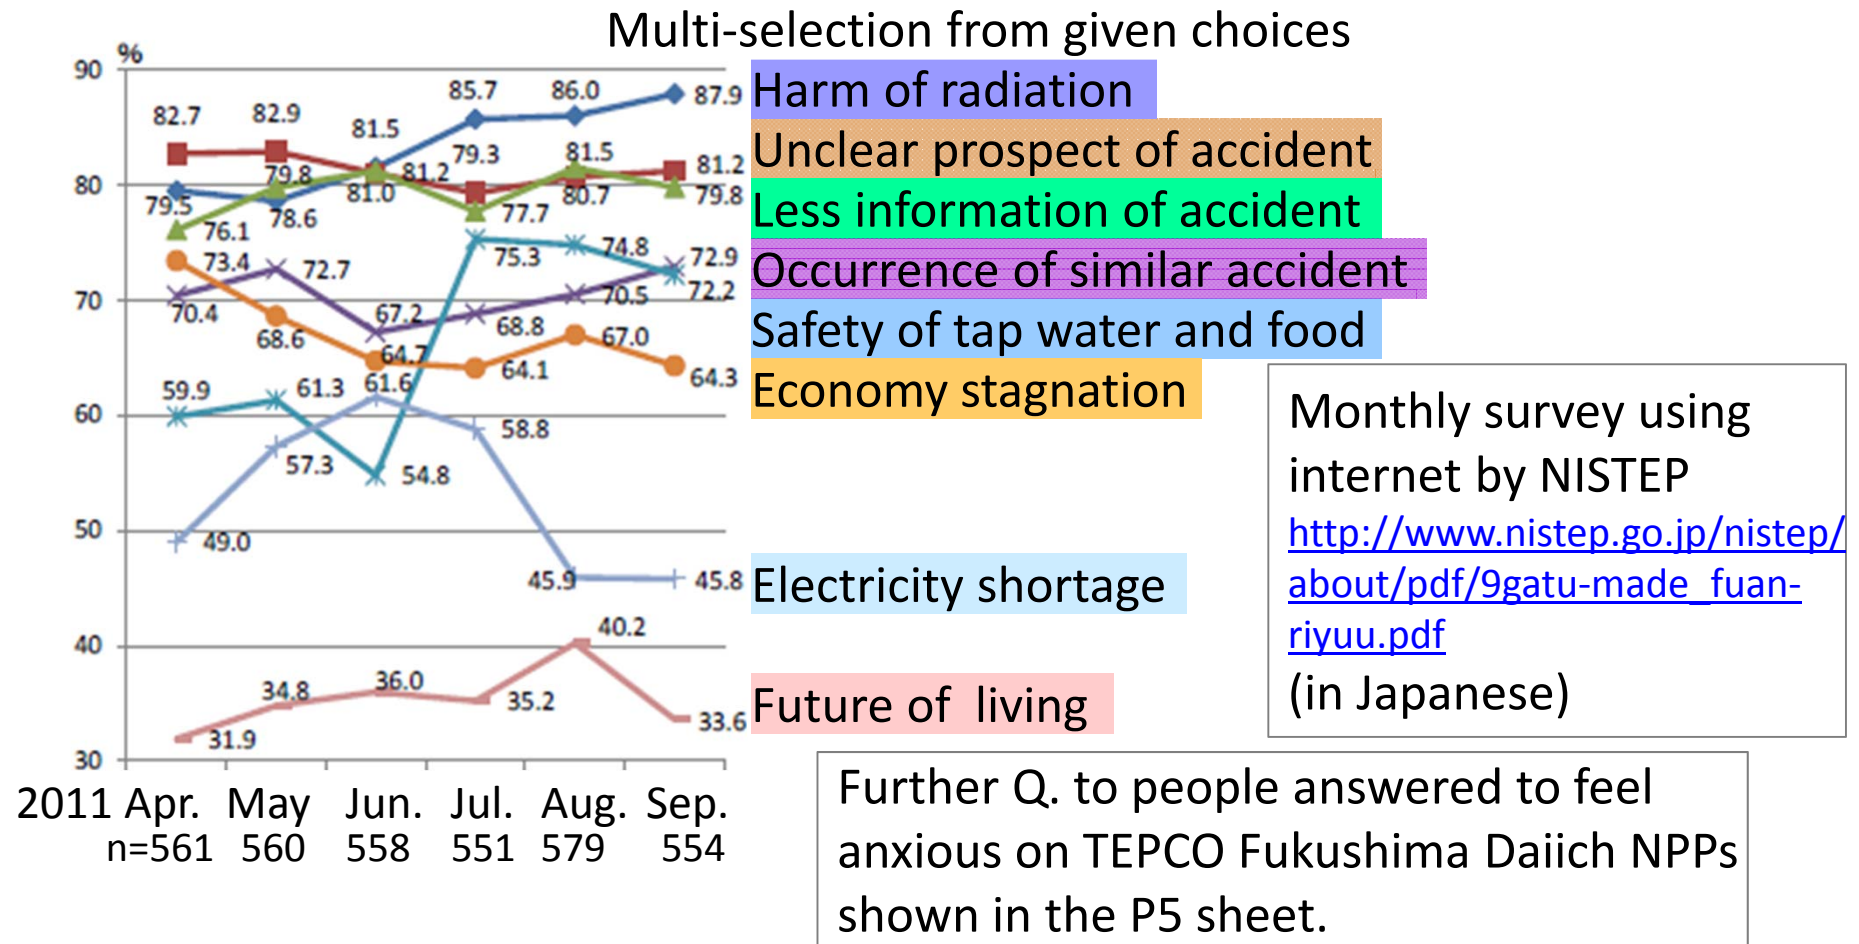 Multi-selection from given choices
%
90
80
70
60
50
40
30
82.7
82.9
81.5
85.7
86.0
87.9
79.5
79.8
78.6
81.2
81.0
79.3
81.5
80.7
81.2
79.8
76.1
77.7
73.4
72.7
75.3
74.8
72.9
72.2
70.4
68.6
67.2
68.8
70.5
67.0
64.7
64.1
64.3
59.9
61.3
61.6
58.8
57.3
54.8
49.0
45.9
45.8
40.2
31.9
34.8
36.0
35.2
33.6
Harm of radiation
Unclear prospect of accident
Less information of accident
Occurrence of similar accident
Safety of tap water and food
Economy stagnation
Electricity shortage
Future of living
2011 Apr. May Jun. Jul. Aug. Sep.
n=561 560 558 551 579 554
Monthly survey using
internet by NISTEP
http://www.nistep.go.jp/nistep/
about/pdf/9gatu-made_fuan-
riyuu.pdf
(in Japanese)
Further Q. to people answered to feel
anxious on TEPCO Fukushima Daiich NPPs
shown in the P5 sheet.